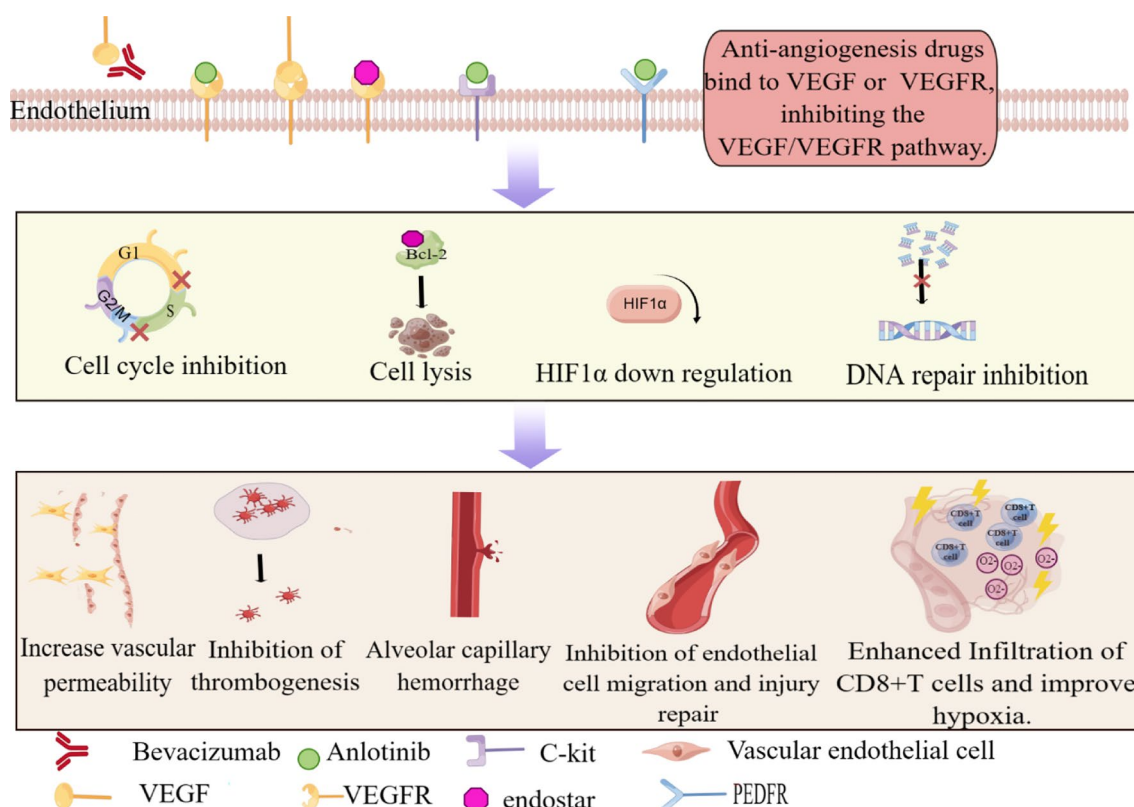 Anti-angiogenesis drugs
bind to VEGF or VEGFR,
inhibiting the
VEGF/VEGFR pathway.
Endothelium
G1
S
G2/M
Cell cycle inhibition
Bcl-2
Cell lysis
HIF1α
HIF1α down regulation
DNA repair inhibition
Increase vascular
permeability
Inhibition of
thrombogenesis
Alveolar capillary
hemorrhage
Inhibition of endothelial
cell migration and injury
repair
CD8+T
cell
CD8+T
cell
CD8+T
cell
CD8+T
cell
O2-
O2-
O2-
O2-
Enhanced Infiltration of
CD8+T cells and improve
hypoxia.
Bevacizumab
Anlotinib
C-kit
Vascular endothelial cell
VEGF
VEGFR
endostar
PEDFR